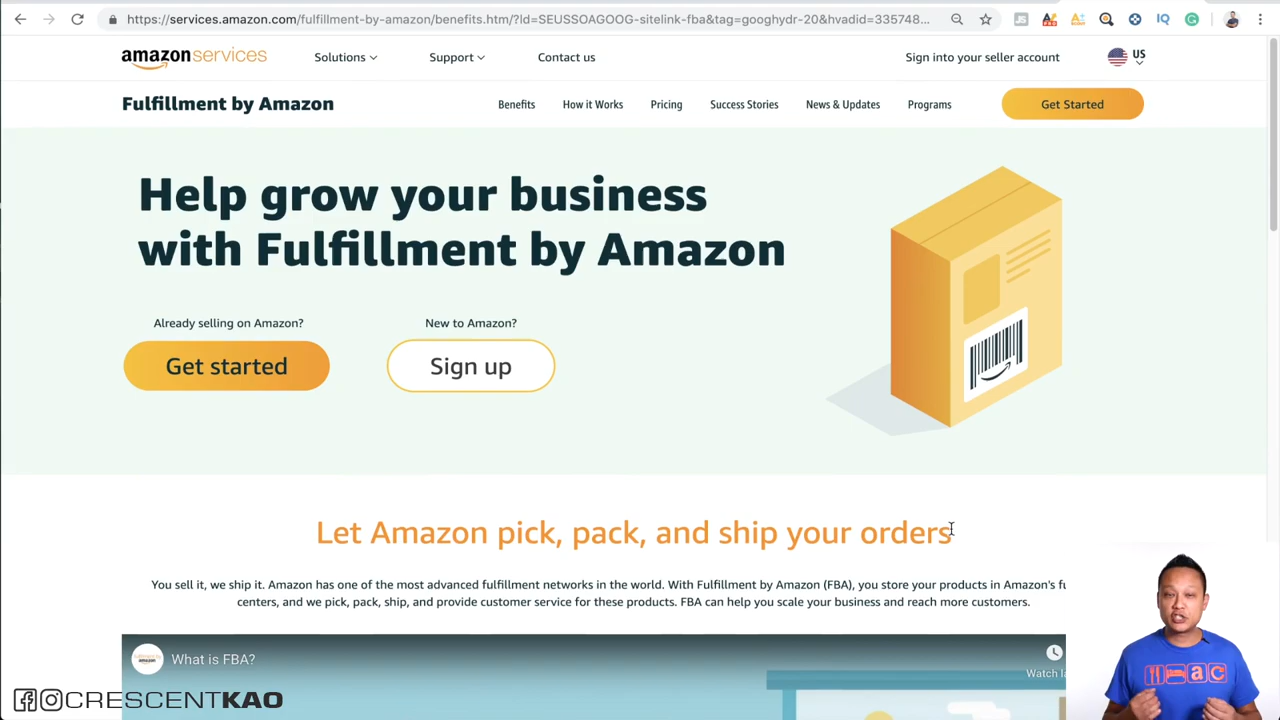 https://services.amazon.com/fulfillment-by-amazon/benefits.htm/?ld=SEUSSOAGOOG-sitelink-fba&tag=googhydr-20&hvadid=335748...
amazonservices
Solutions
Support
Contact us
Sign into your seller account
US
Fulfillment by Amazon
Benefits
How it Works
Pricing
Success Stories
News & Updates
Programs
Get Started
Help grow your business
with Fulfillment by Amazon
Already selling on Amazon?
New to Amazon?
Get started
Sign up
Let Amazon pick, pack, and ship your orders
You sell it, we ship it. Amazon has one of the most advanced fulfillment networks in the world. With Fulfillment by Amazon (FBA), you store your products in Amazon's fu
centers, and we pick, pack, ship, and provide customer service for these products. FBA can help you scale your business and reach more customers.
What is FBA?
Watch la
CRESCENTKAO